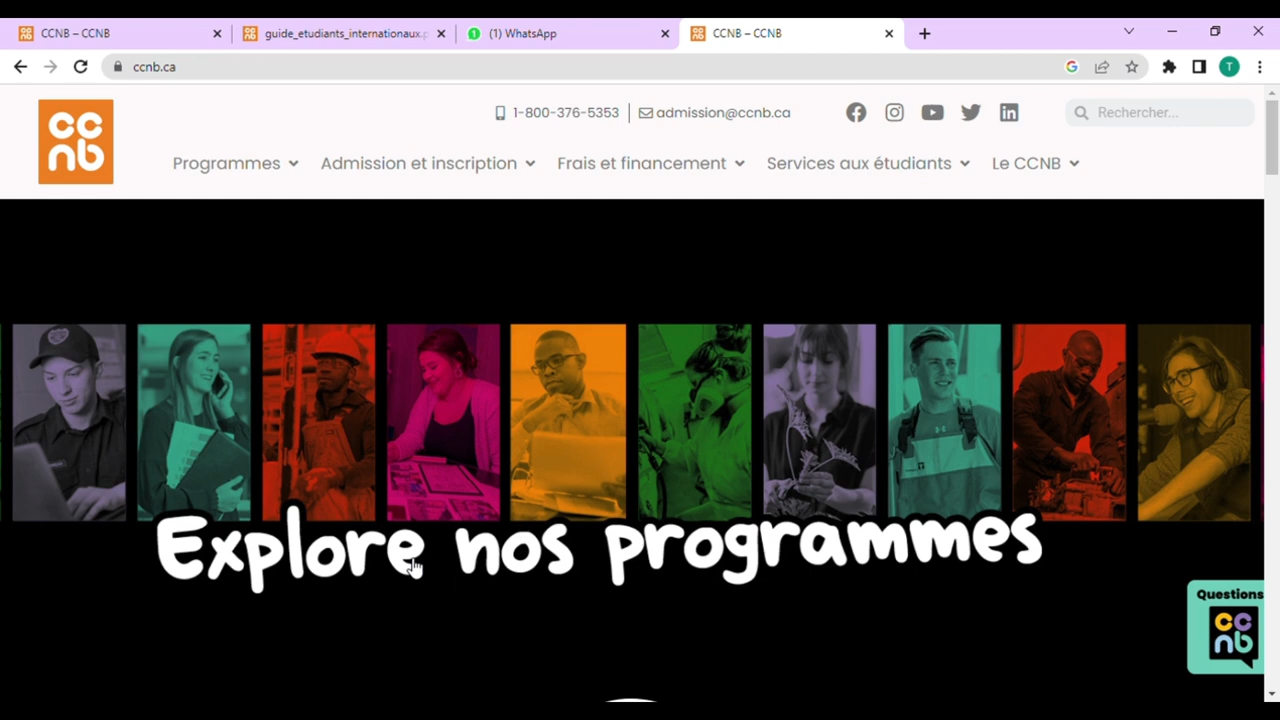 CCNB – CCNB
guide_etudiants_internationaux.p
(1) WhatsApp
CCNB – CCNB
ccnb.ca
T
cc
nb
1-800-376-5353
admission@ccnb.ca
Rechercher...
Programmes
Admission et inscription
Frais et financement
Services aux étudiants
Le CCNB
Explore nos programmes
Questions
cc
nb